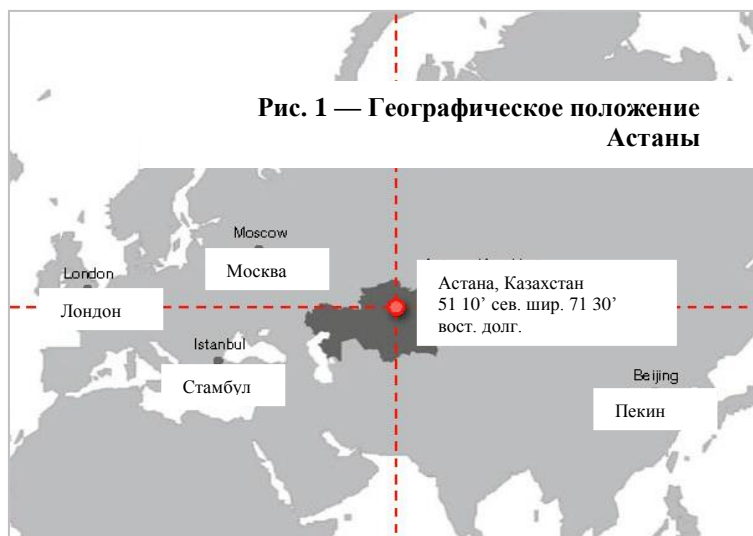 Рис. 1 — Географическое положение
Астаны
Moscow
Москва
London
Лондон
Астана, Казахстан
51 10’ сев. шир. 71 30’
вост. долг.
Istanbul
Стамбул
Beijing
Пекин